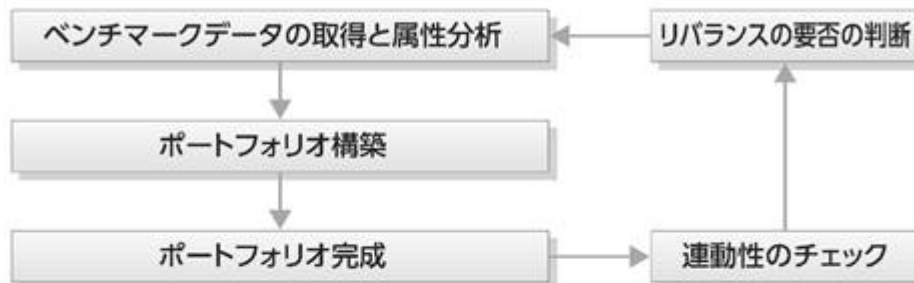 ベンチマークデータの取得と属性分析
リバランスの要否の判断
ポートフォリオ構築
ポートフォリオ完成
連動性のチェック